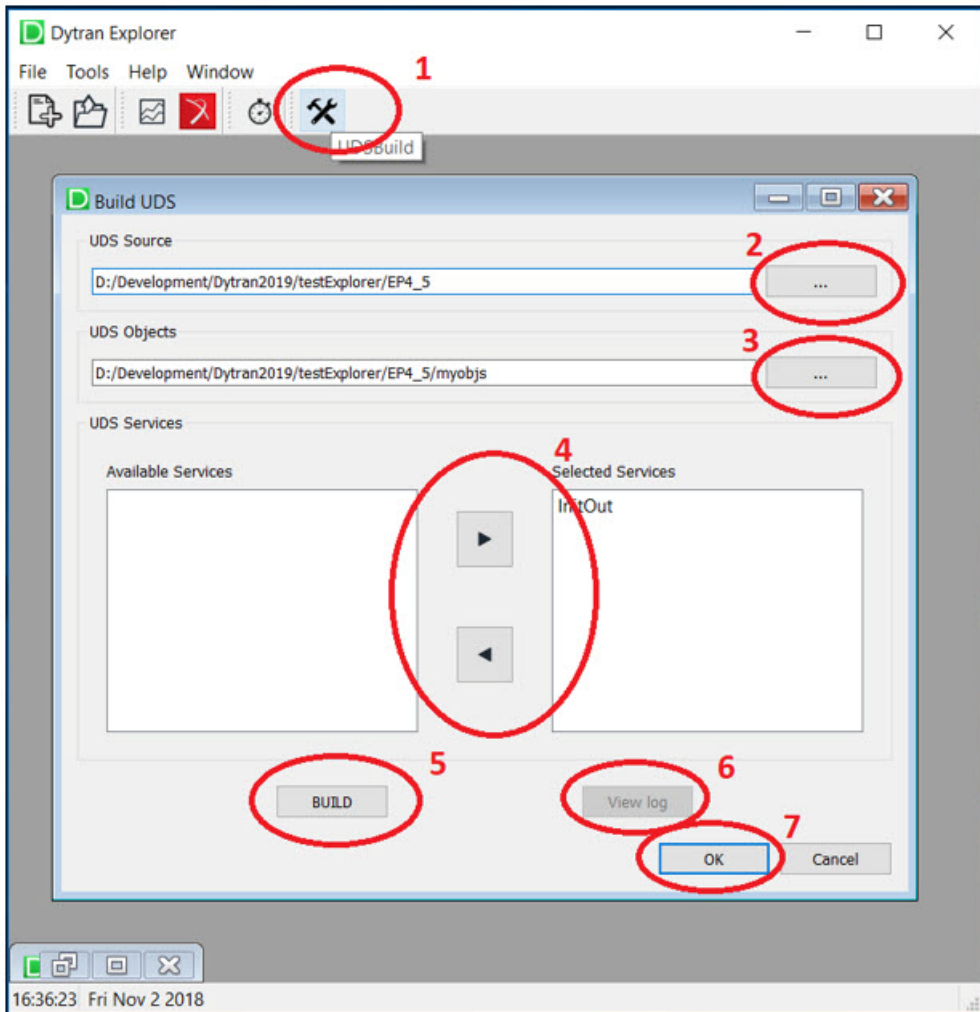 Dytran Explorer
File Tools Help Window
1
UDSBuild
Build UDS
UDS Source
2
D:/Development/Dytran2019/testExplorer/EP4_5
...
UDS Objects
3
D:/Development/Dytran2019/testExplorer/EP4_5/myobjs
...
UDS Services
4
Available Services
Selected Services
InitOut
5
6
BUILD
View log
7
OK
Cancel
16:36:23 Fri Nov 2 2018